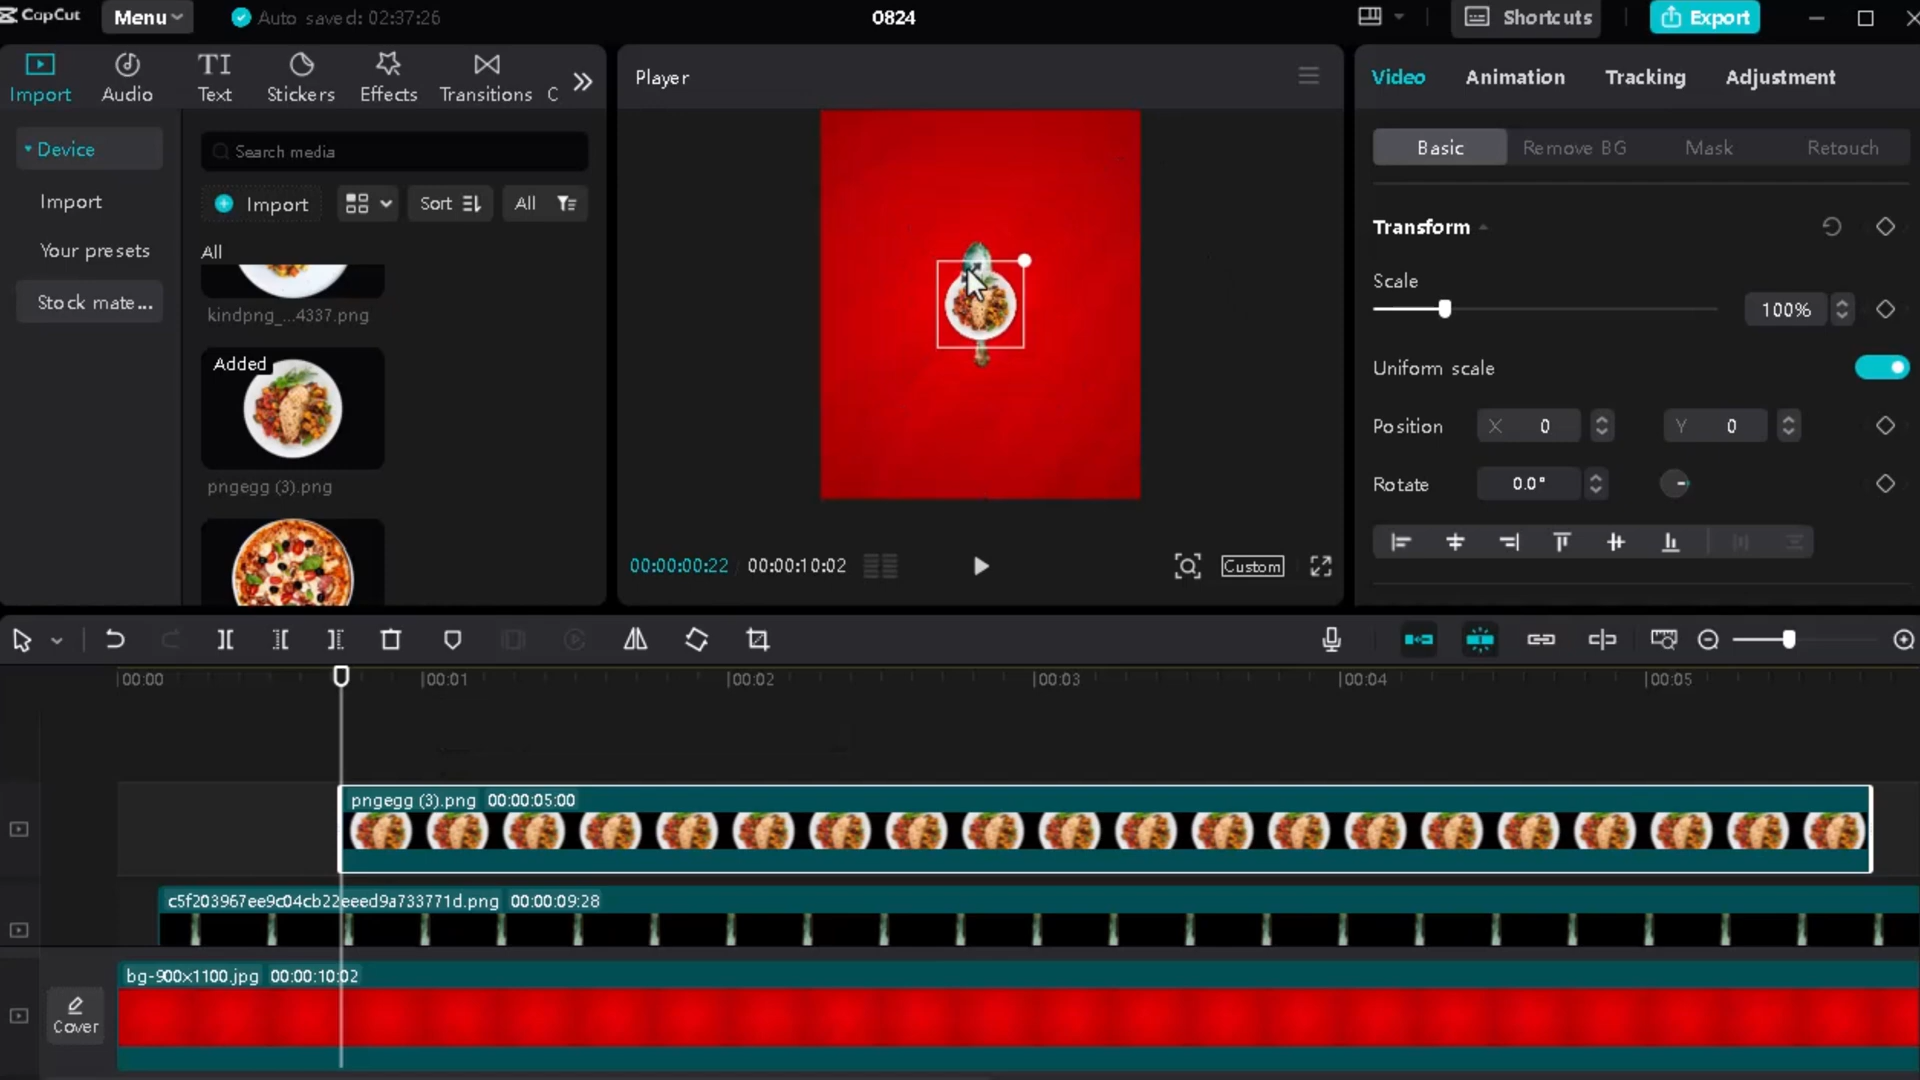 CapCut
Menu
Auto saved: 02:37:26
0824
Shortcuts
Export
Import
Audio
TI
Text
Stickers
Effects
Transitions
C
Device
Import
Your presets
Stock mate...
Search media
Import
Sort
All
All
kindpng_...4337.png
Added
pngegg (3).png
Player
00:00:00:22
00:00:10:02
Custom
Video
Animation
Tracking
Adjustment
Basic
Remove BG
Mask
Retouch
Transform
Scale
100%
Uniform scale
Position
X
0
Y
0
Rotate
0.0°
00:00
00:01
00:02
00:03
00:04
00:05
pngegg (3).png 00:00:05:00
c5f203967ee9c04cb22eeed9a733771d.png 00:00:09:28
bg-900x1100.jpg 00:00:10:02
Cover